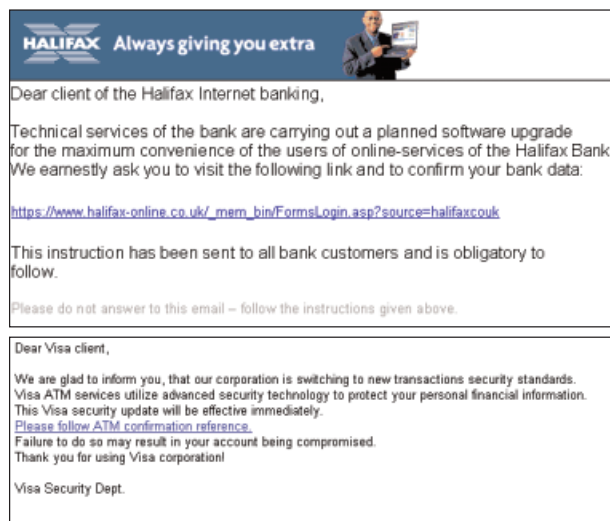 HALIFAX Always giving you extra
Dear client of the Halifax Internet banking,
Technical services of the bank are carrying out a planned software upgrade
for the maximum convenience of the users of online-services of the Halifax Bank
We earnestly ask you to visit the following link and to confirm your bank data:
https://www.halifax-online.co.uk/_mem_bin/FormsLogin.asp?source=halifaxcouk
This instruction has been sent to all bank customers and is obligatory to
follow.
Please do not answer to this email – follow the instructions given above.
Dear Visa client,
We are glad to inform you, that our corporation is switching to new transactions security standards.
Visa ATM services utilize advanced security technology to protect your personal financial information.
This Visa security update will be effective immediately.
Please follow ATM confirmation reference.
Failure to do so may result in your account being compromised.
Thank you for using Visa corporation!
Visa Security Dept.